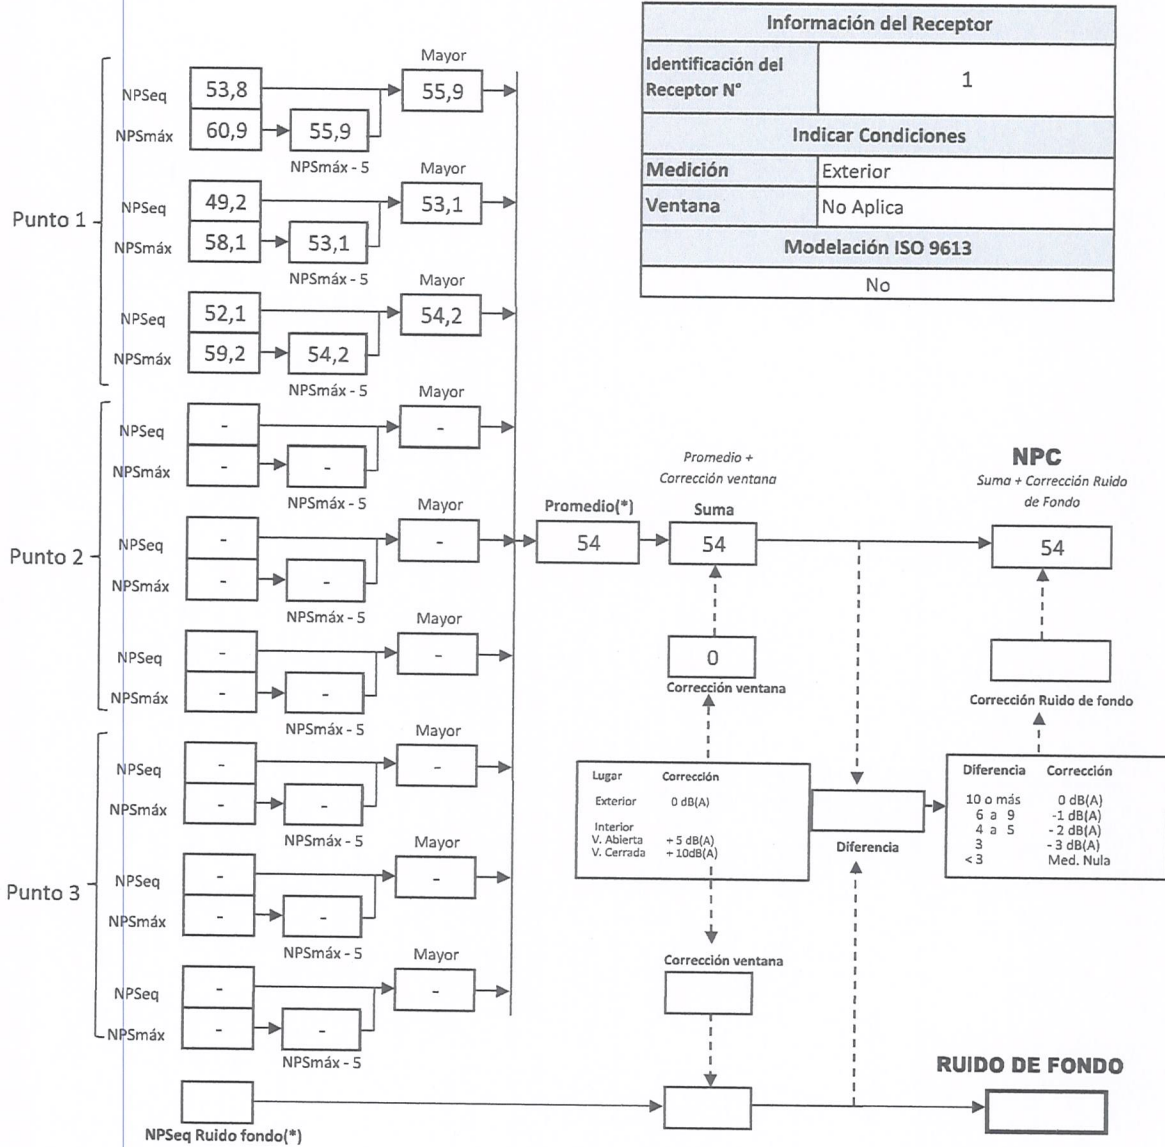 Información del Receptor
Identificación del Receptor N° 1
Indicar Condiciones
Medición Exterior
Ventana No Aplica
Modelación ISO 9613
No
Punto 1
Mayor
NPSeq 53,8 55,9
NPSmáx 60,9 55,9
NPSmáx - 5
Mayor
NPSeq 49,2 53,1
NPSmáx 58,1 53,1
NPSmáx - 5
Mayor
NPSeq 52,1 54,2
NPSmáx 59,2 54,2
NPSmáx - 5
Punto 2
Mayor
NPSeq - -
NPSmáx - -
NPSmáx - 5
Mayor
NPSeq - -
NPSmáx - -
NPSmáx - 5
Mayor
NPSeq - -
NPSmáx - -
NPSmáx - 5
Punto 3
Mayor
NPSeq - -
NPSmáx - -
NPSmáx - 5
Mayor
NPSeq - -
NPSmáx - -
NPSmáx - 5
Mayor
NPSeq - -
NPSmáx - -
NPSmáx - 5
NPSeq Ruido fondo(*)
Promedio(*)
54
Promedio +
Corrección ventana
Suma
54
0
Corrección ventana
NPC
Suma + Corrección Ruido
de Fondo
54
Corrección Ruido de fondo
Lugar Corrección
Exterior 0 dB(A)
Interior
V. Abierta + 5 dB(A)
V. Cerrada + 10dB(A)
Diferencia
Diferencia Corrección
10 o más 0 dB(A)
6 a 9 -1 dB(A)
4 a 5 - 2 dB(A)
3 - 3 dB(A)
< 3 Med. Nula
Corrección ventana
RUIDO DE FONDO